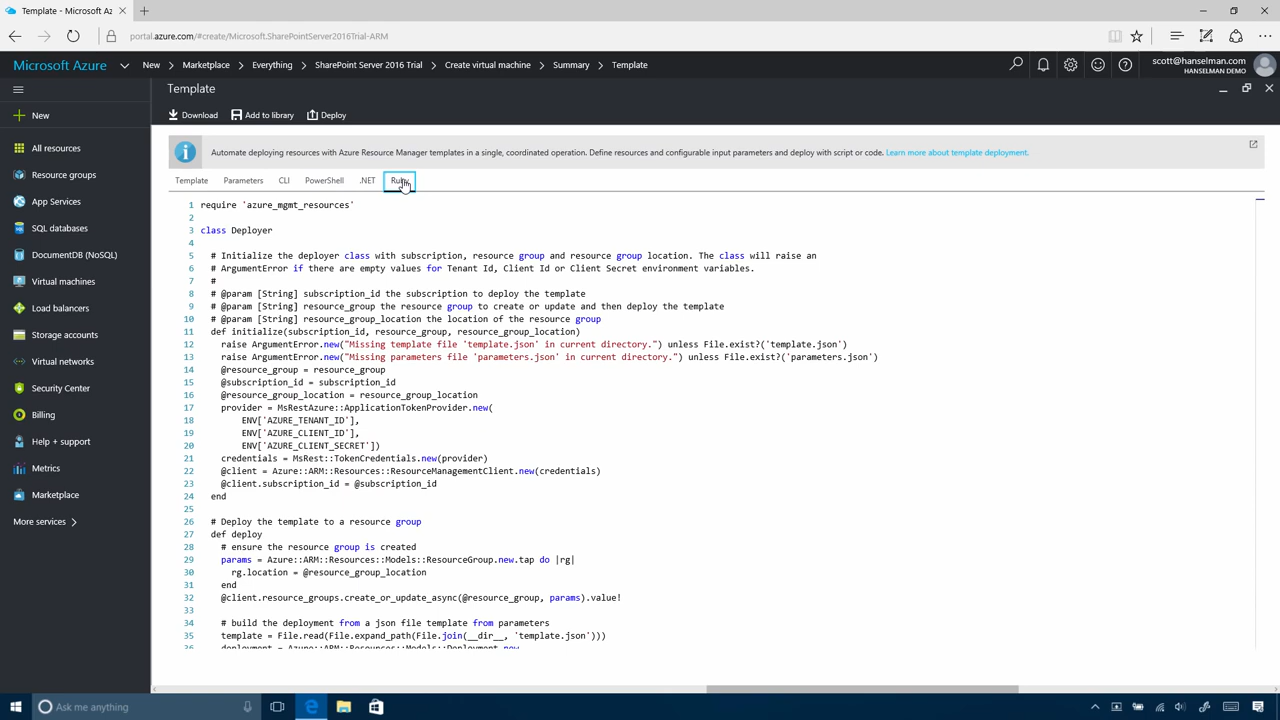 Template - Microsoft Az
portal.azure.com/#create/Microsoft.SharePointServer2016Trial-ARM
Microsoft Azure New Marketplace Everything SharePoint Server 2016 Trial Create virtual machine Summary Template
scott@hanselman.com
HANSELMAN DEMO
Template
New
All resources
Resource groups
App Services
SQL databases
DocumentDB (NoSQL)
Virtual machines
Load balancers
Storage accounts
Virtual networks
Security Center
Billing
Help + support
Metrics
Marketplace
More services
Download Add to library Deploy
Automate deploying resources with Azure Resource Manager templates in a single, coordinated operation. Define resources and configurable input parameters and deploy with script or code. Learn more about template deployment.
Template Parameters CLI PowerShell .NET Ruby
1 require 'azure_mgmt_resources'
2
3 class Deployer
4
5 # Initialize the deployer class with subscription, resource group and resource group location. The class will raise an
6 # ArgumentError if there are empty values for Tenant Id, Client Id or Client Secret environment variables.
7 #
8 # @param [String] subscription_id the subscription to deploy the template
9 # @param [String] resource_group the resource group to create or update and then deploy the template
10 # @param [String] resource_group_location the location of the resource group
11 def initialize(subscription_id, resource_group, resource_group_location)
12 raise ArgumentError.new("Missing template file 'template.json' in current directory.") unless File.exist?('template.json')
13 raise ArgumentError.new("Missing parameters file 'parameters.json' in current directory.") unless File.exist?('parameters.json')
14 @resource_group = resource_group
15 @subscription_id = subscription_id
16 @resource_group_location = resource_group_location
17 provider = MsRestAzure::ApplicationTokenProvider.new(
18 ENV['AZURE_TENANT_ID'],
19 ENV['AZURE_CLIENT_ID'],
20 ENV['AZURE_CLIENT_SECRET'])
21 credentials = MsRest::TokenCredentials.new(provider)
22 @client = Azure::ARM::Resources::ResourceManagementClient.new(credentials)
23 @client.subscription_id = @subscription_id
24 end
25
26 # Deploy the template to a resource group
27 def deploy
28 # ensure the resource group is created
29 params = Azure::ARM::Resources::Models::ResourceGroup.new.tap do |rg|
30 rg.location = @resource_group_location
31 end
32 @client.resource_groups.create_or_update_async(@resource_group, params).value!
33
34 # build the deployment from a json file template from parameters
35 template = File.read(File.expand_path(File.join(__dir__, 'template.json')))
36 deployment = Azure::ARM::Resources::Models::Deployment.new
Ask me anything